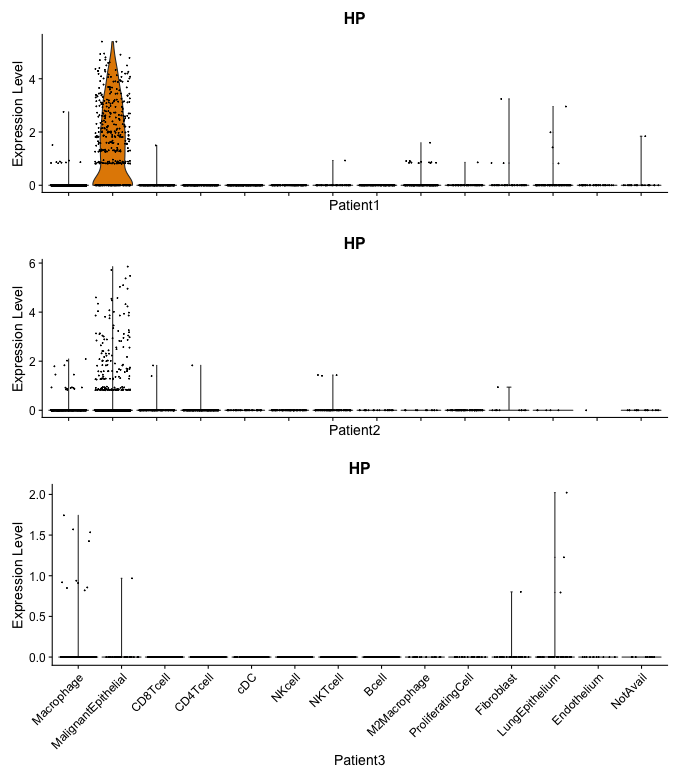 HP
Expression Level
4
2
0
Patient1
HP
Expression Level
6
4
2
0
Patient2
HP
Expression Level
2.0
1.5
1.0
0.5
0.0
Macrophage
MalignantEpithelial
CD8Tcell
CD4Tcell
cDC
NKcell
NKTcell
Bcell
M2Macrophage
ProliferatingCell
Fibroblast
LungEpithelium
Endothelium
NotAvail
Patient3